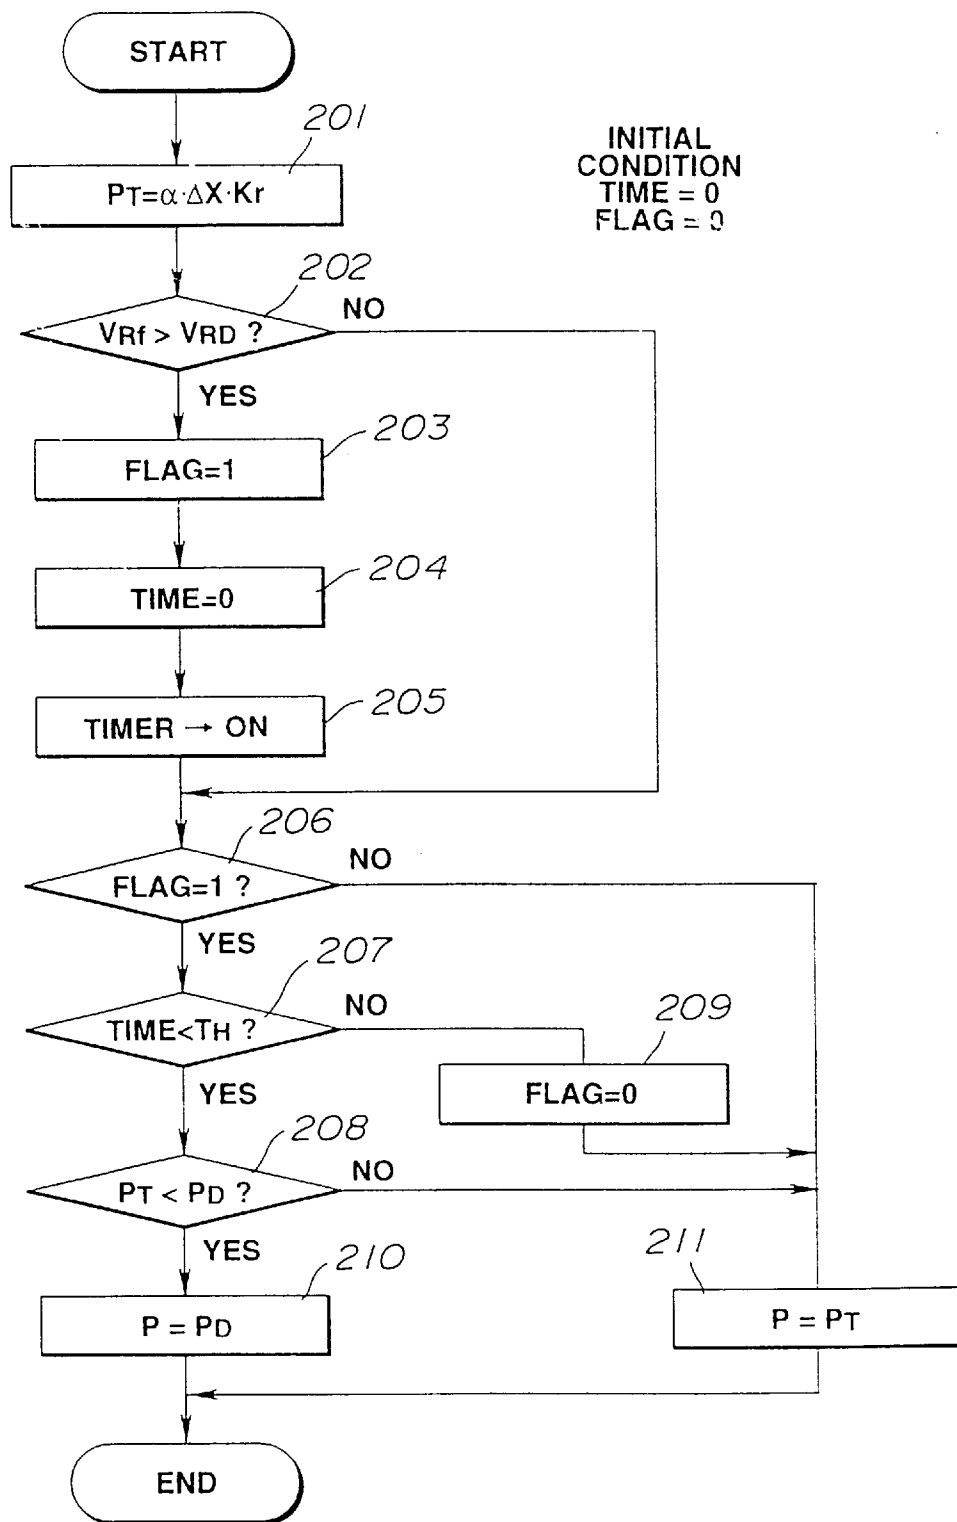 START
201
INITIAL
CONDITION
TIME = 0
FLAG = 0
PT=α·ΔX·Kr
202
NO
VRf > VRD ?
YES
203
FLAG=1
204
TIME=0
205
TIMER → ON
206
NO
FLAG=1 ?
YES
207
NO
TIME<TH ?
209
YES
FLAG=0
208
NO
PT < PD ?
YES
210
211
P = PD
P = PT
END